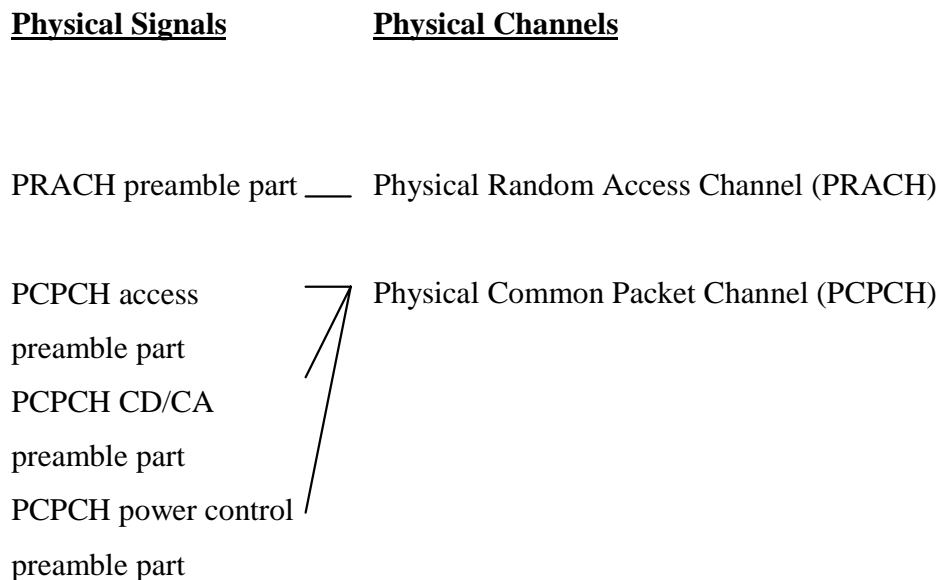 Physical Signals Physical Channels
PRACH preamble part Physical Random Access Channel (PRACH)
PCPCH access Physical Common Packet Channel (PCPCH)
preamble part
PCPCH CD/CA
preamble part
PCPCH power control
preamble part